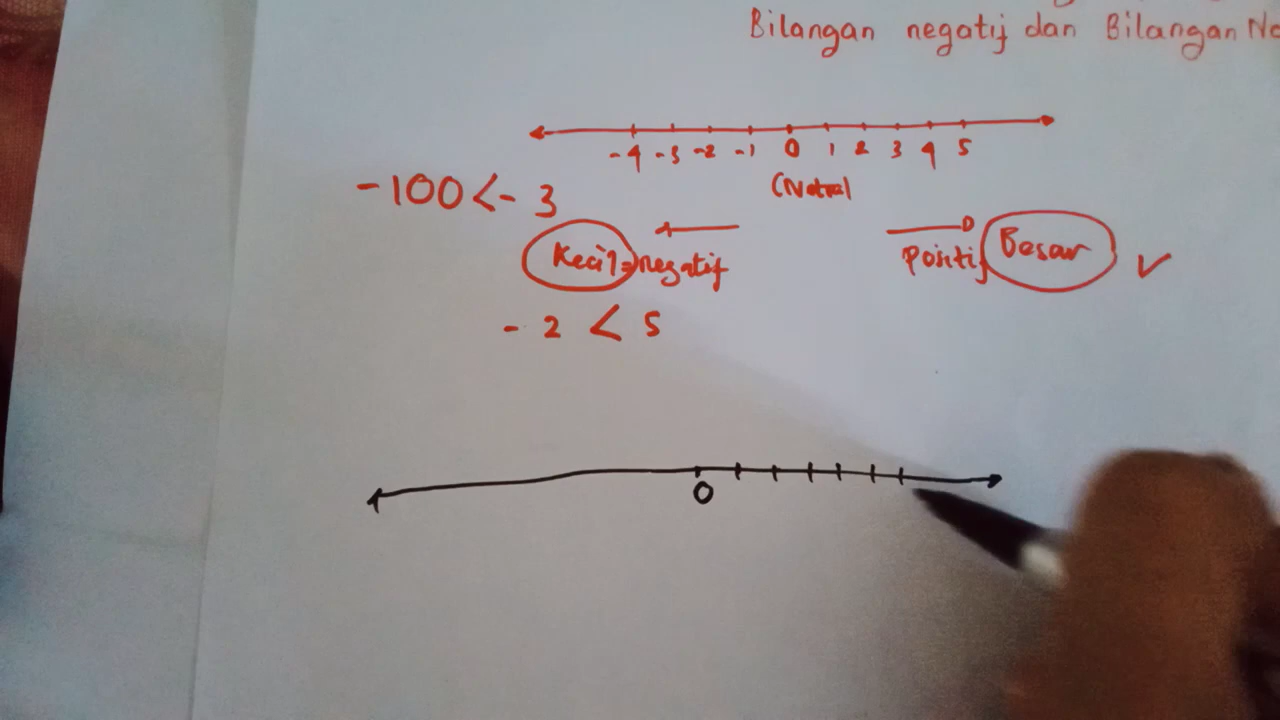 Bilangan negatif dan Bilangan
-4 -3 -2 -1 0 1 2 3 4 5
-100 < - 3
(Netral)
Kecil = negatif Positif Besar ✓
- 2 < 5
0